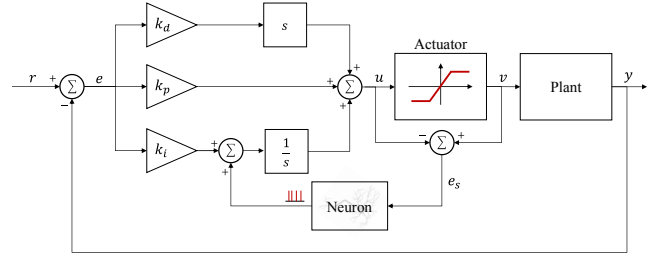 k_d
s
Actuator
r
+
Σ
−
e
k_p
+
+
+
Σ
u
v
Plant
y
k_i
+
+
Σ
1/s
−
+
Σ
e_s
Neuron